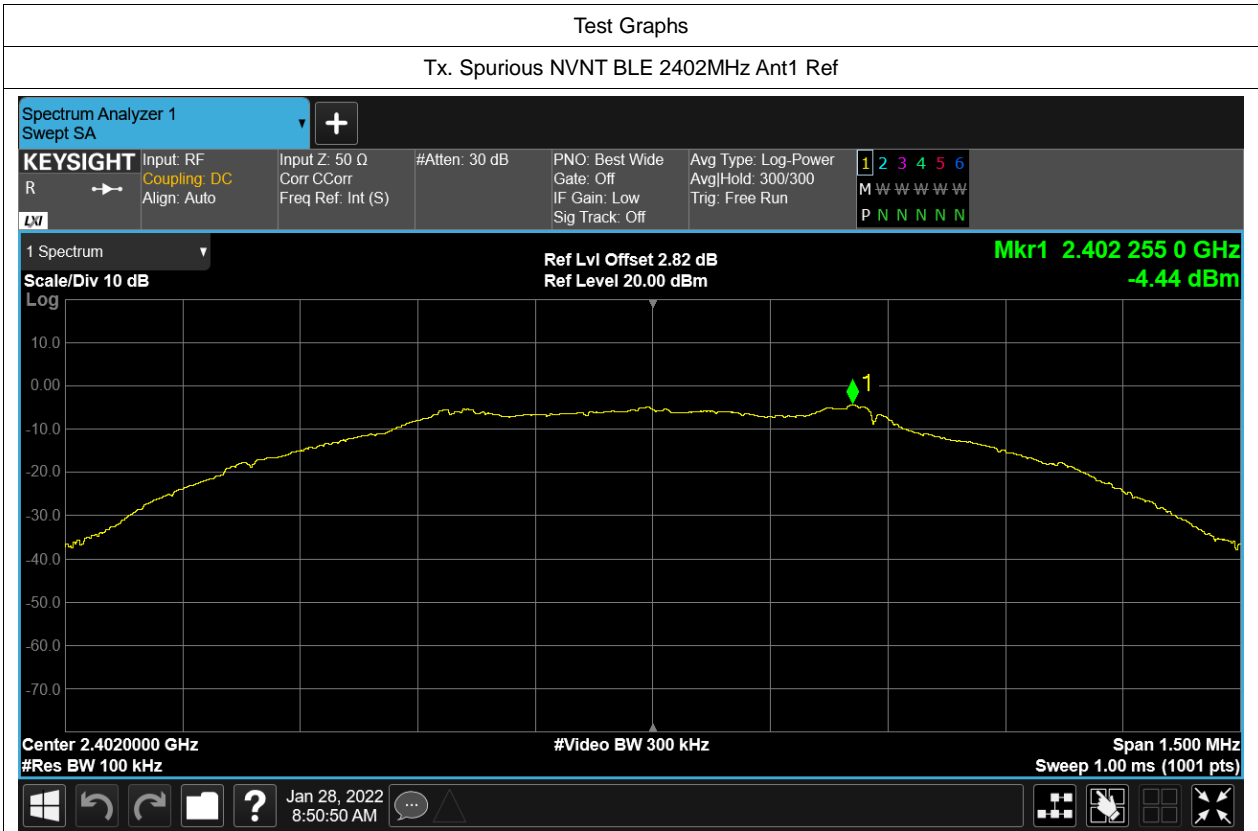 Test Graphs
Tx. Spurious NVNT BLE 2402MHz Ant1 Ref
Spectrum Analyzer 1
Swept SA
KEYSIGHT
R
LXI
Input: RF
Coupling: DC
Align: Auto
Input Z: 50 Ω
Corr CCorr
Freq Ref: Int (S)
#Atten: 30 dB
PNO: Best Wide
Gate: Off
IF Gain: Low
Sig Track: Off
Avg Type: Log-Power
Avg|Hold: 300/300
Trig: Free Run
1 2 3 4 5 6
M W W W W W
P N N N N N
1 Spectrum
Scale/Div 10 dB
Ref Lvl Offset 2.82 dB
Ref Level 20.00 dBm
Mkr1 2.402 255 0 GHz
-4.44 dBm
Log
10.0
0.00
-10.0
-20.0
-30.0
-40.0
-50.0
-60.0
-70.0
1
Center 2.4020000 GHz
#Video BW 300 kHz
Span 1.500 MHz
#Res BW 100 kHz
Sweep 1.00 ms (1001 pts)
?
Jan 28, 2022
8:50:50 AM